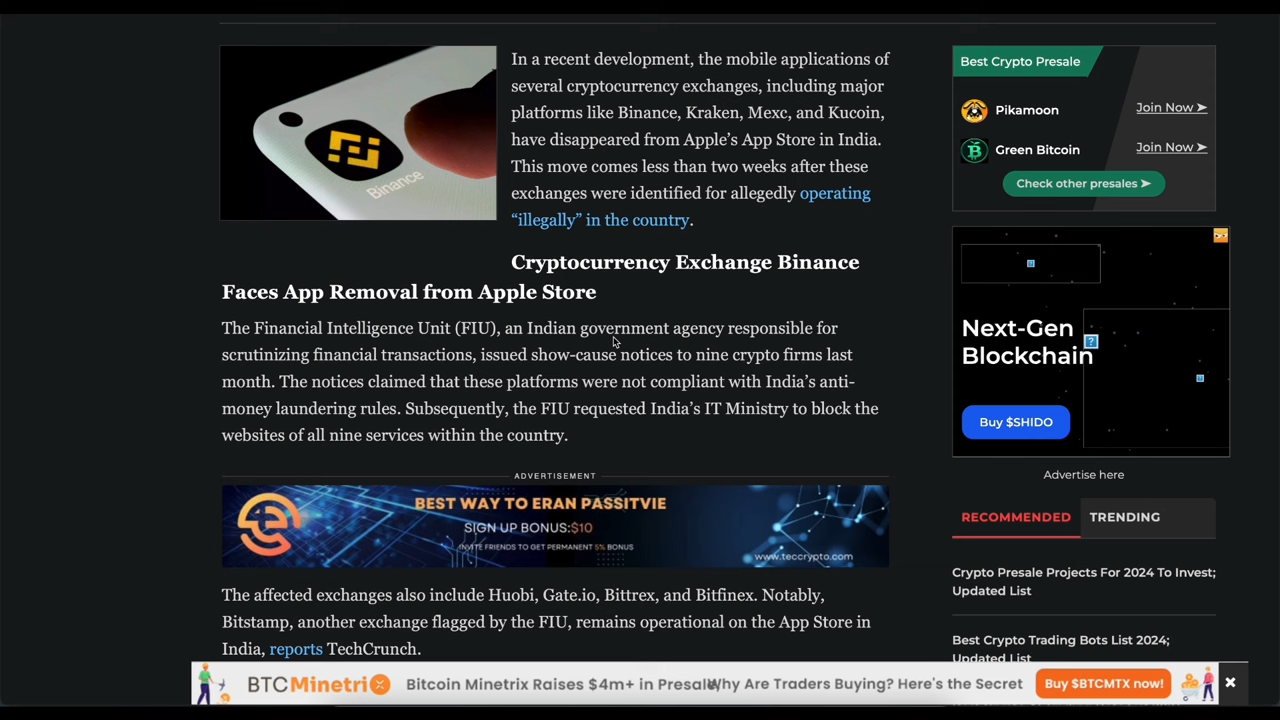 Binance
In a recent development, the mobile applications of
several cryptocurrency exchanges, including major
platforms like Binance, Kraken, Mexc, and Kucoin,
have disappeared from Apple’s App Store in India.
This move comes less than two weeks after these
exchanges were identified for allegedly operating
“illegally” in the country.
Cryptocurrency Exchange Binance
Faces App Removal from Apple Store
The Financial Intelligence Unit (FIU), an Indian government agency responsible for
scrutinizing financial transactions, issued show-cause notices to nine crypto firms last
month. The notices claimed that these platforms were not compliant with India’s anti-
money laundering rules. Subsequently, the FIU requested India’s IT Ministry to block the
websites of all nine services within the country.
ADVERTISEMENT
BEST WAY TO ERAN PASSITVIE
SIGN UP BONUS:$10
INVITE FRIENDS TO GET PERMANENT 5% BONUS
www.teccrypto.com
The affected exchanges also include Huobi, Gate.io, Bittrex, and Bitfinex. Notably,
Bitstamp, another exchange flagged by the FIU, remains operational on the App Store in
India, reports TechCrunch.
Best Crypto Presale
Pikamoon Join Now ➤
Green Bitcoin Join Now ➤
Check other presales ➤
Next-Gen
Blockchain
Buy $SHIDO
Advertise here
RECOMMENDED TRENDING
Crypto Presale Projects For 2024 To Invest;
Updated List
Best Crypto Trading Bots List 2024;
Updated List
BTCMinetrix Bitcoin Minetrix Raises $4m+ in Presale Why Are Traders Buying? Here's the Secret Buy $BTCMTX now!